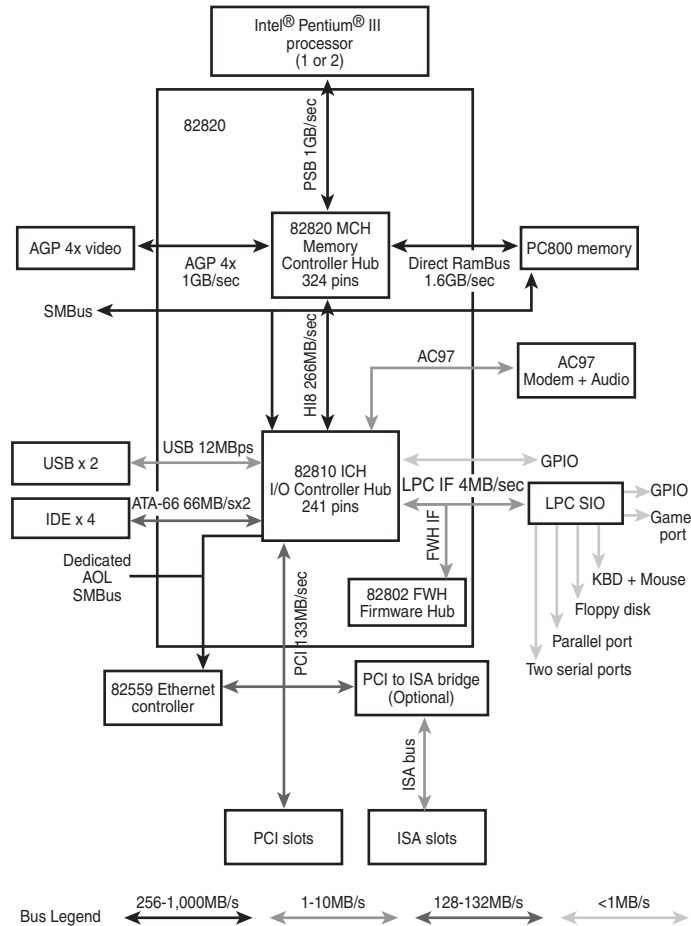 Intel® Pentium® III
processor
(1 or 2)
82820
PSB 1GB/sec
AGP 4x video
AGP 4x
1GB/sec
82820 MCH
Memory
Controller Hub
324 pins
Direct RamBus
1.6GB/sec
PC800 memory
SMBus
HI8 266MB/sec
AC97
AC97
Modem + Audio
USB x 2
USB 12MBps
82810 ICH
I/O Controller Hub
241 pins
GPIO
LPC IF 4MB/sec
IDE x 4
ATA-66 66MB/sx2
LPC SIO
GPIO
Game
port
FWH IF
KBD + Mouse
Floppy disk
Parallel port
Two serial ports
Dedicated
AOL
SMBus
82802 FWH
Firmware Hub
PCI 133MB/sec
82559 Ethernet
controller
PCI to ISA bridge
(Optional)
ISA bus
PCI slots
ISA slots
Bus Legend
256-1,000MB/s
1-10MB/s
128-132MB/s
<1MB/s